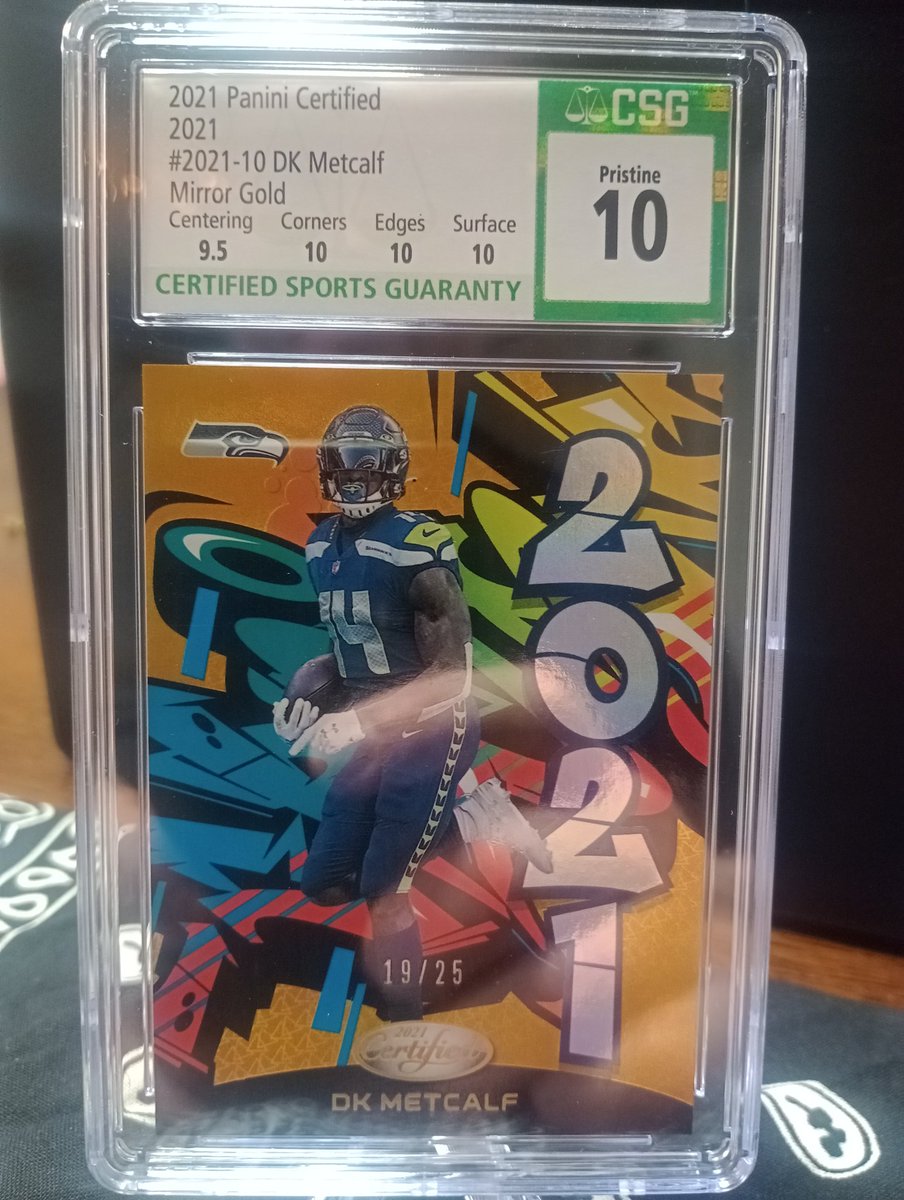 2021 Panini Certified
2021
#2021-10 DK Metcalf
Mirror Gold
Centering Corners Edges Surface
9.5 10 10 10
CERTIFIED SPORTS GUARANTY
CSG
Pristine
10
2021
14
19/25
2021
Certified
DK METCALF